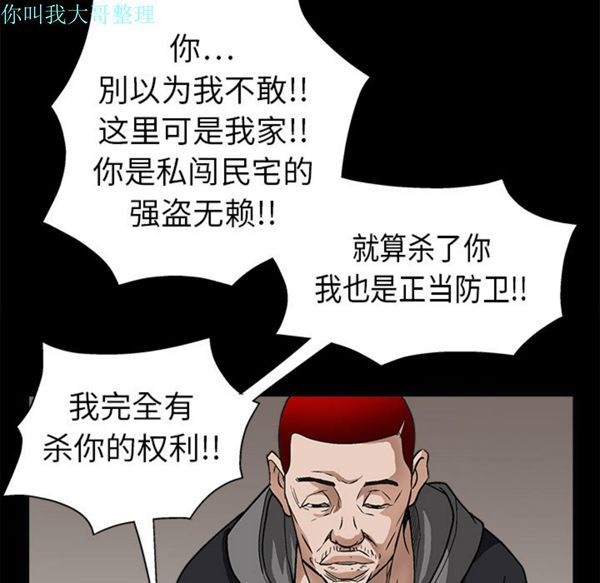 你叫我大哥整理
你...
别以为我不敢!!
这里可是我家!!
你是私闯民宅的
强盗无赖!!
就算杀了你
我也是正当防卫!!
我完全有
杀你的权利!!